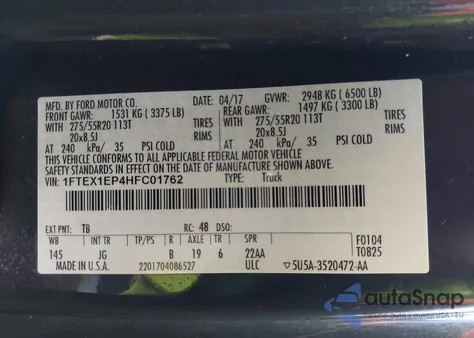 MFD. BY FORD MOTOR CO. DATE: 04/17 GVWR: 2948 KG ( 6500 LB)
FRONT GAWR: 1531 KG ( 3375 LB) REAR GAWR: 1497 KG ( 3300 LB)
WITH WITH
275/55R20 113T TIRES 275/55R20 113T TIRES
20x8.5J RIMS 20x8.5J RIMS
AT 240 kPa/ 35 PSI COLD AT 240 kPa/ 35 PSI COLD
THIS VEHICLE CONFORMS TO ALL APPLICABLE FEDERAL MOTOR VEHICLE
SAFETY STANDARDS IN EFFECT ON THE DATE OF MANUFACTURE SHOWN ABOVE.
VIN: 1FTEX1EP4HFC01762 TYPE: Truck
EXT PNT: TB RC: 48 DSO: F0104
WB INT TR TP/PS R AXLE TR SPR T0825
145 JG B 19 6 22AA
MADE IN U.S.A. 2201704086527 ULC 5U5A-3520472-AA
autoSnap